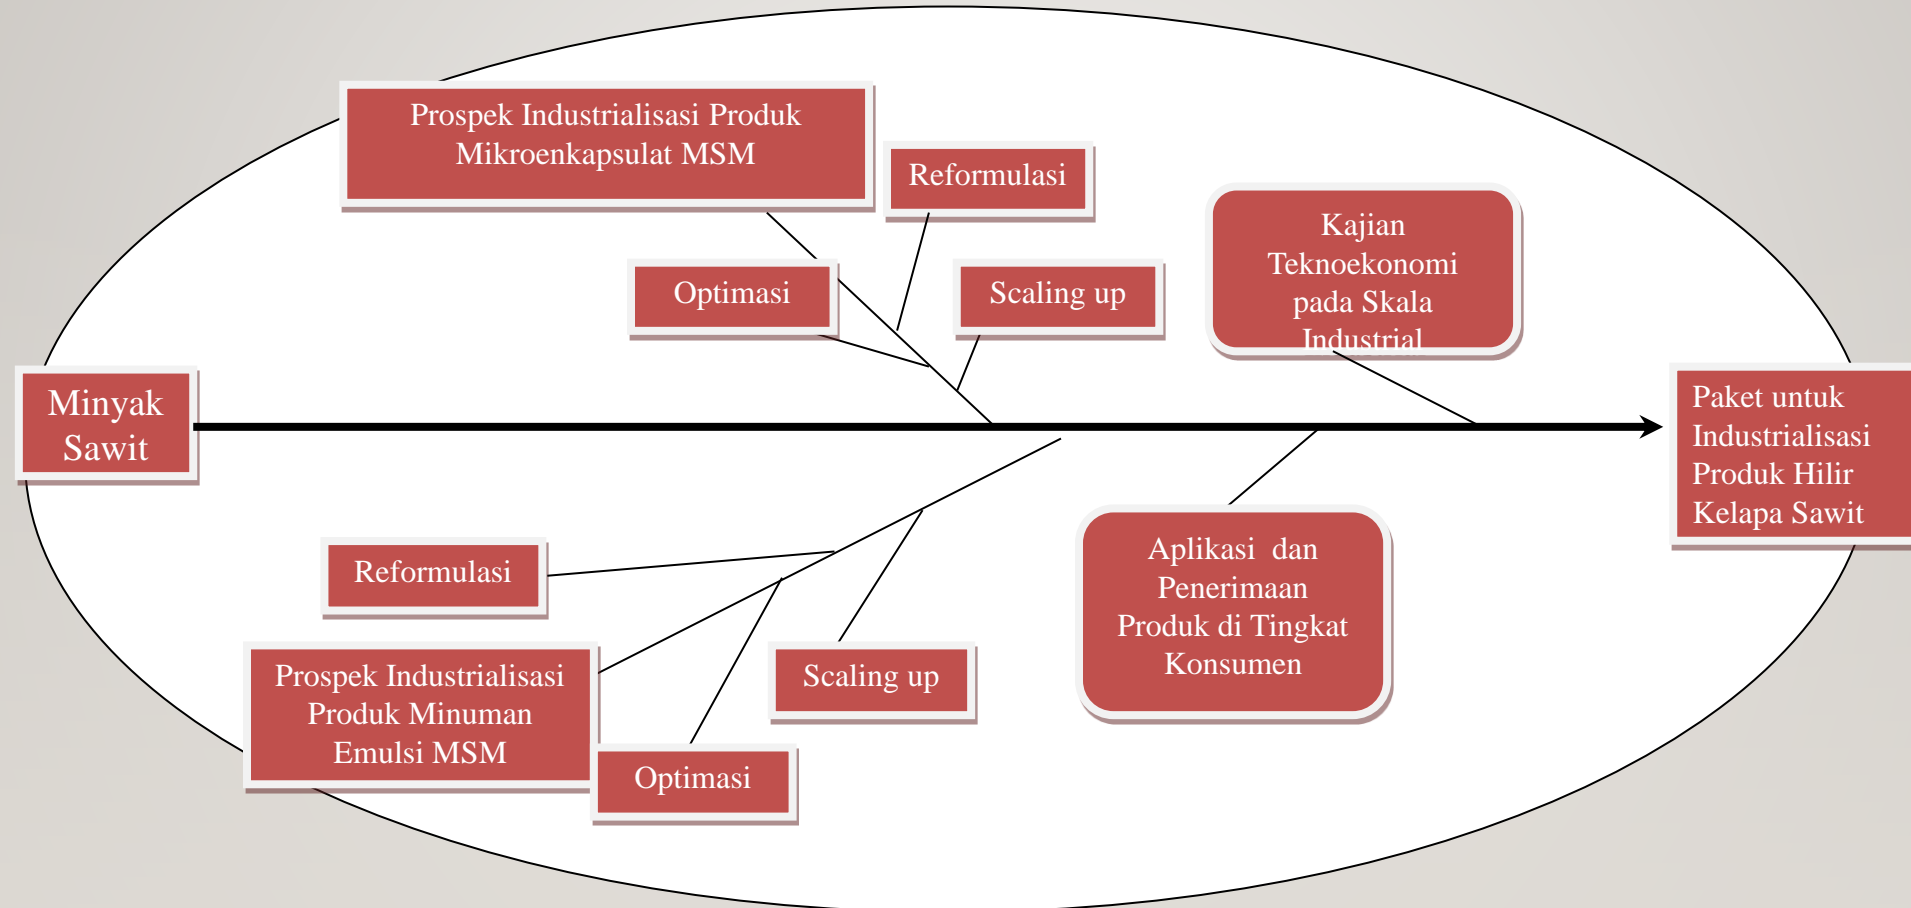 Prospek Industrialisasi Produk
Mikroenkapsulat MSM
Reformulasi
Optimasi
Scaling up
Kajian
Teknoekonomi
pada Skala
Industrial
Minyak
Sawit
Paket untuk
Industrialisasi
Produk Hilir
Kelapa Sawit
Reformulasi
Prospek Industrialisasi
Produk Minuman
Emulsi MSM
Optimasi
Scaling up
Aplikasi dan
Penerimaan
Produk di Tingkat
Konsumen